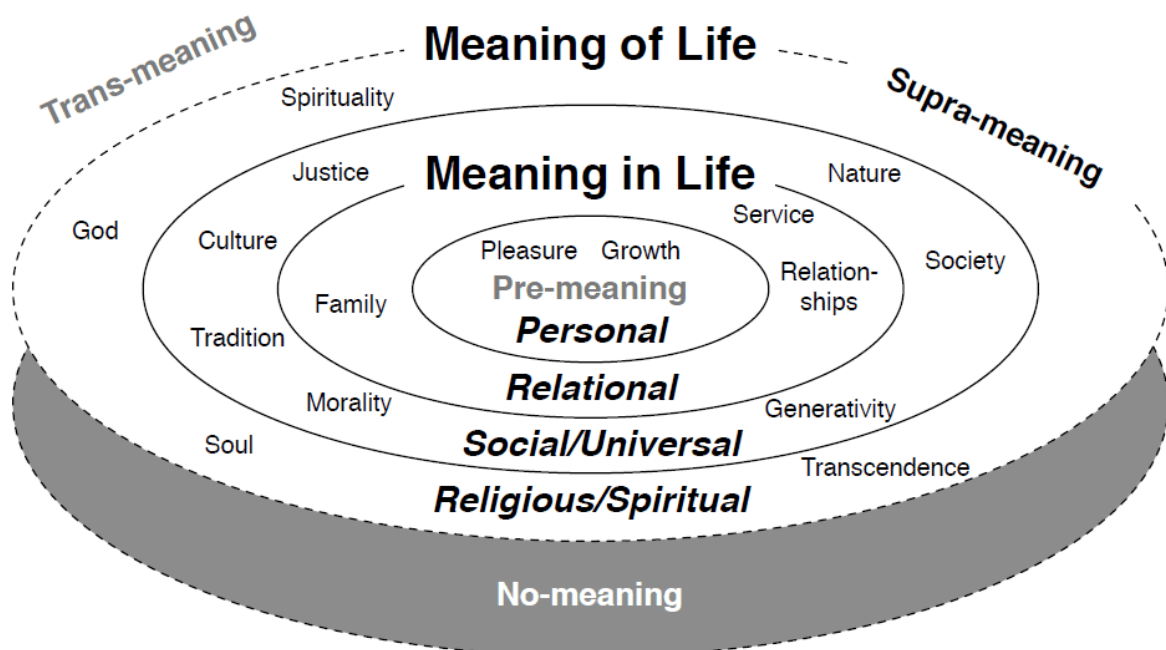 Meaning of Life
Trans-meaning
Supra-meaning
Spirituality
Justice
Meaning in Life
Nature
Service
God
Culture
Pleasure Growth
Society
Relation-
ships
Pre-meaning
Family
Personal
Tradition
Relational
Morality
Generativity
Soul
Social/Universal
Transcendence
Religious/Spiritual
No-meaning